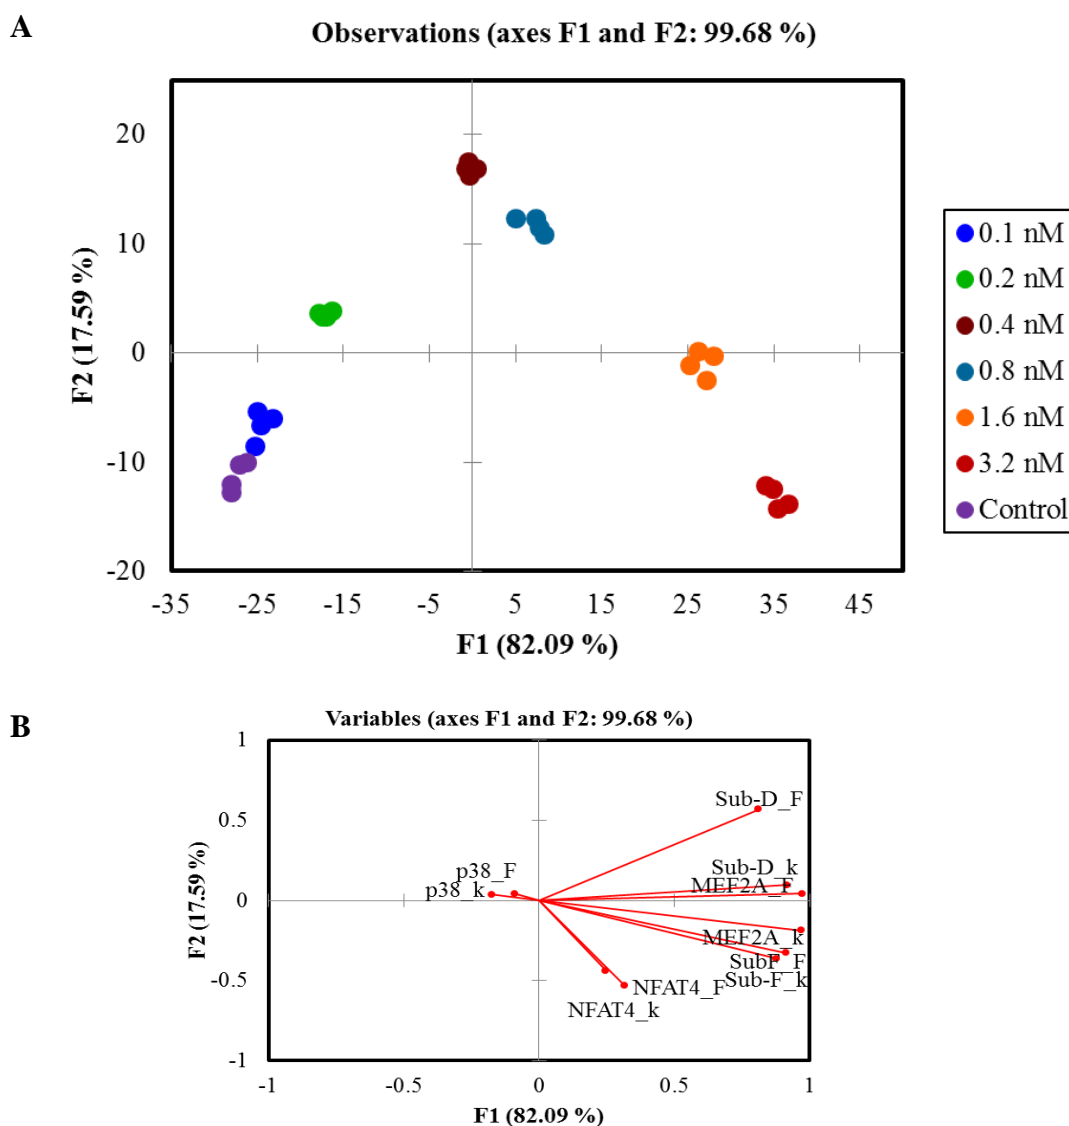 A
Observations (axes F1 and F2: 99.68 %)
20
10
0
-10
-20
F2 (17.59 %)
-35 -25 -15 -5 5 15 25 35 45
F1 (82.09 %)
0.1 nM
0.2 nM
0.4 nM
0.8 nM
1.6 nM
3.2 nM
Control
B
Variables (axes F1 and F2: 99.68 %)
1
0.5
0
-0.5
-1
F2 (17.59 %)
Sub-D_F
Sub-D_k
p38_F
MEF2A_F
p38_k
MEF2A_k
SubF_F
Sub-F_k
NFAT4_F
NFAT4_k
-1 -0.5 0 0.5 1
F1 (82.09 %)